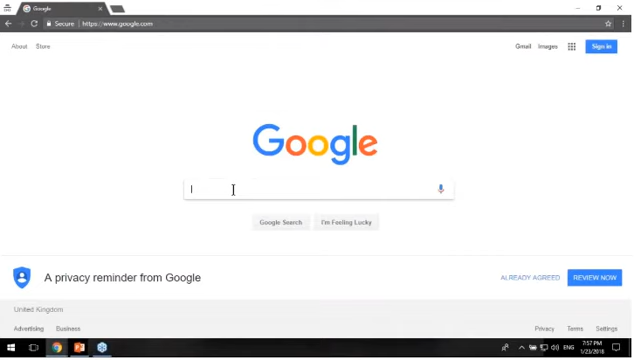 Google
Secure https://www.google.com
About Store
Gmail Images Sign in
Google
Google Search I'm Feeling Lucky
A privacy reminder from Google
ALREADY AGREED REVIEW NOW
United Kingdom
Advertising Business
Privacy Terms Settings
ENG
7:57 PM
1/23/2018